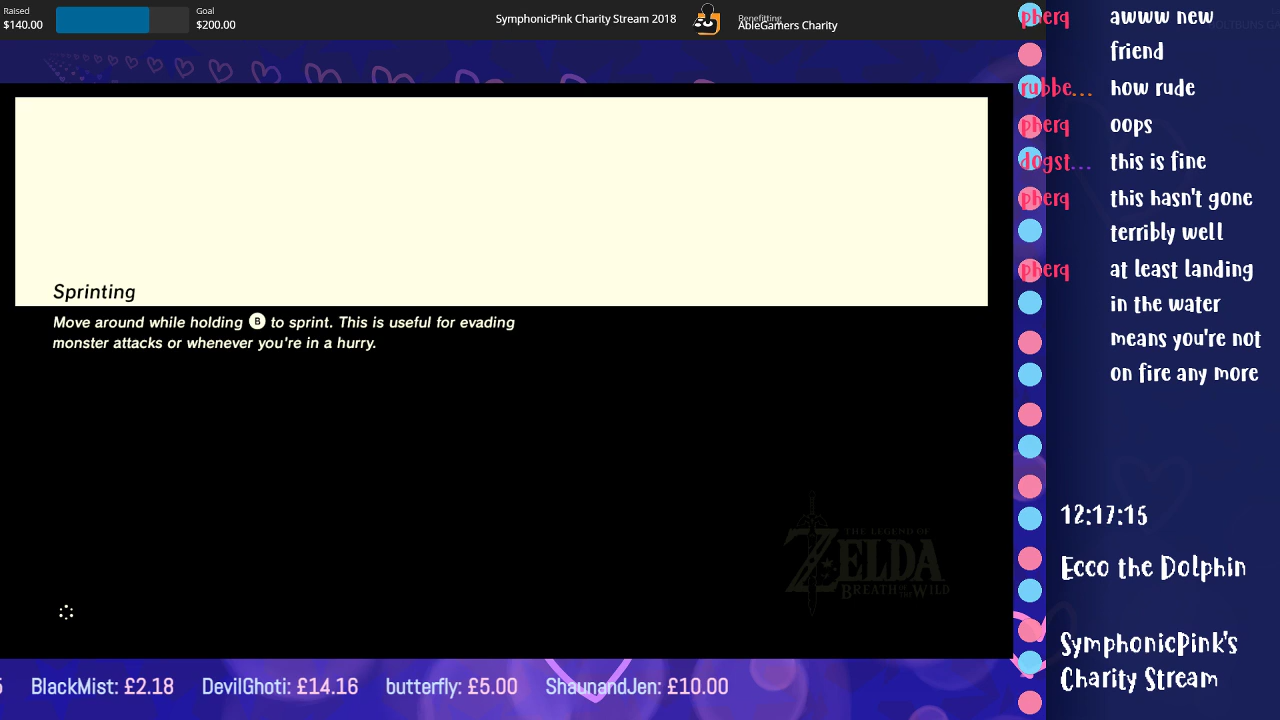 Raised
$140.00
Goal
$200.00
SymphonicPink Charity Stream 2018
Benefitting
AbleGamers Charity
Sprinting
Move around while holding B to sprint. This is useful for evading
monster attacks or whenever you're in a hurry.
THE LEGEND OF
ZELDA
BREATH OF THE WILD
BlackMist: £2.18 DevilGhoti: £14.16 butterfly: £5.00 ShaunandJen: £10.00
pherq awww new
friend
rubbe... how rude
pherq oops
dogst... this is fine
pherq this hasn't gone
terribly well
pherq at least landing
in the water
means you're not
on fire any more
12:17:15
Ecco the Dolphin
SymphonicPink's
Charity Stream